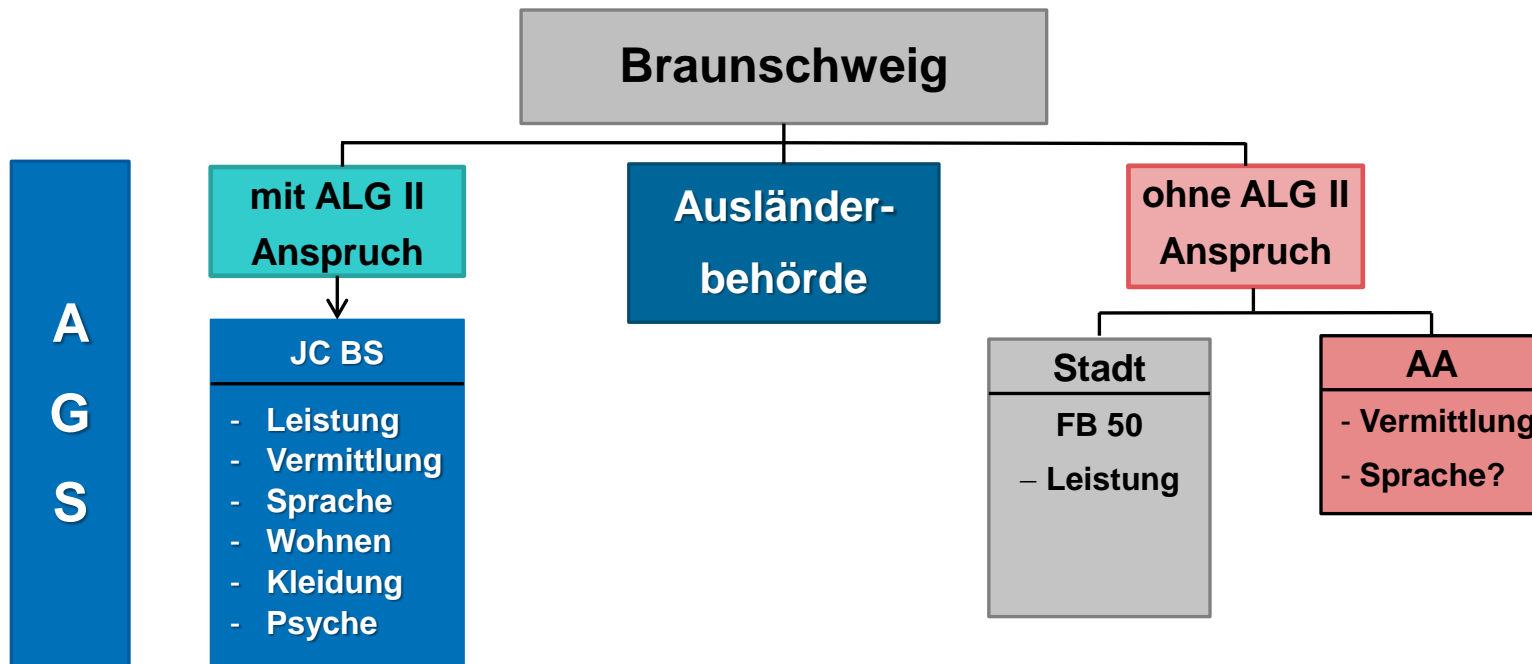 Braunschweig
A
G
S
mit ALG II
Anspruch
Ausländer-
behörde
ohne ALG II
Anspruch
JC BS
- Leistung
- Vermittlung
- Sprache
- Wohnen
- Kleidung
- Psyche
Stadt
FB 50
– Leistung
AA
- Vermittlung
- Sprache?